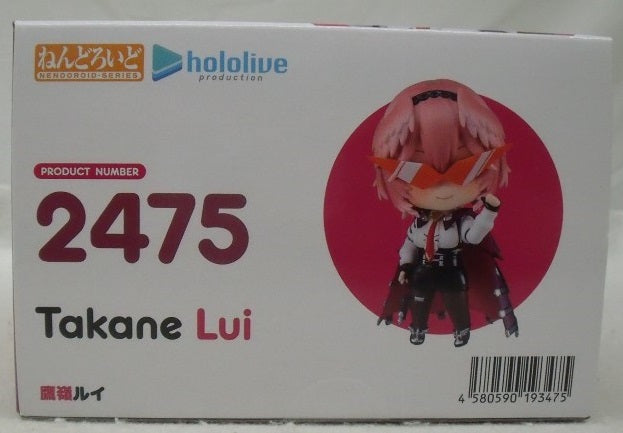 ねんどろいど
NENDOROID-SERIES
hololive
production
PRODUCT NUMBER
2475
Takane Lui
鷹嶺ルイ
4 580590 193475